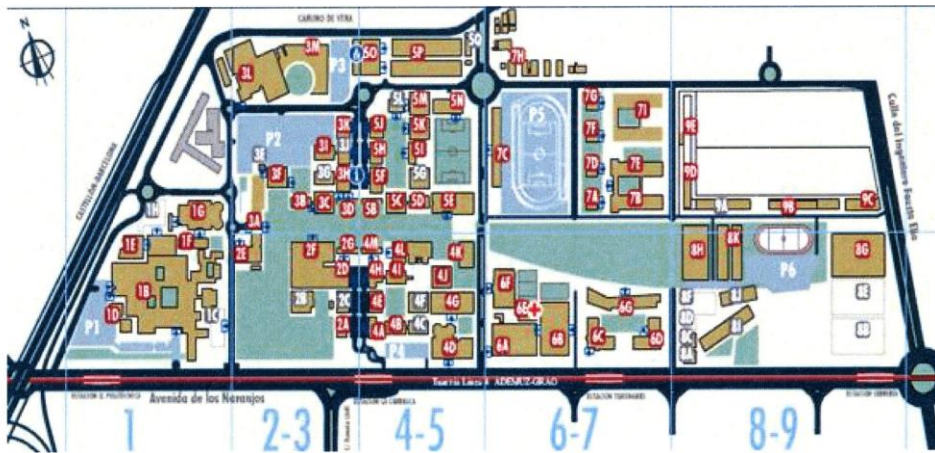 N
CAMINO DE VERA
3M
5O
5P
5Q
7H
3L
P3
5L
5M
5N
7G
7I
P5
Calle del Ingeniero Fausto Elio
CASTELLON-BARCELONA
P2
3K
5J
5K
7F
9E
3I
3J
5H
5I
7C
3E
3F
3G
3H
5F
5G
7D
7E
9D
7A
7B
3B
3C
3D
5B
5C
5D
5E
9A
9B
9C
1G
3A
1E
1F
2E
2F
2G
4M
4L
4K
8H
8K
8G
P6
2D
4H
4I
4J
6F
1B
2B
2C
4E
4F
4G
6E
6G
8F
8J
8E
1D
1C
P1
2A
4A
4B
4C
4D
6A
6B
6C
6D
8D
8C
8A
8I
8B
Tranvía Línea 4 ADEMUZ-GRAO
Avenida de los Naranjos
1
2-3
4-5
6-7
8-9